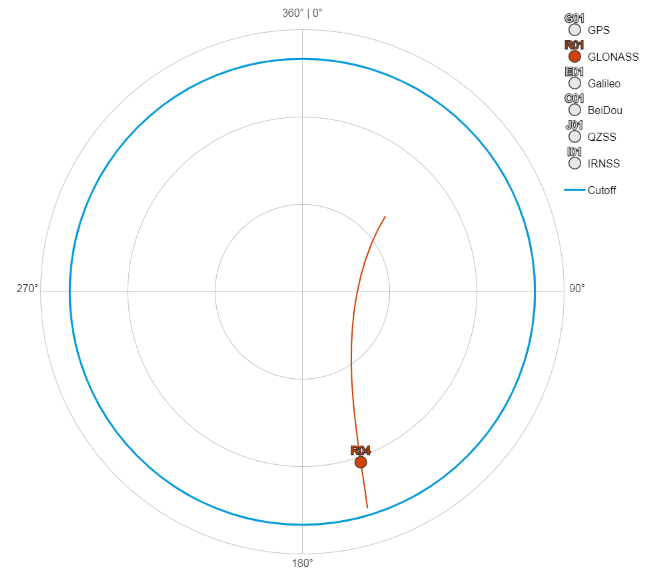 360° | 0°
G01
GPS
R01
GLONASS
E01
Galileo
C01
BeiDou
J01
QZSS
I01
IRNSS
Cutoff
270°
90°
R04
180°